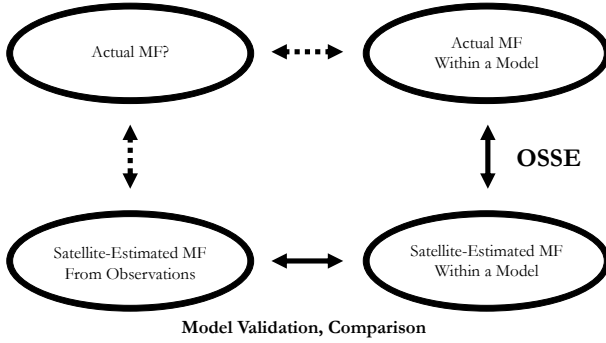 Actual MF?
Actual MF
Within a Model
OSSE
Satellite-Estimated MF
From Observations
Satellite-Estimated MF
Within a Model
Model Validation, Comparison